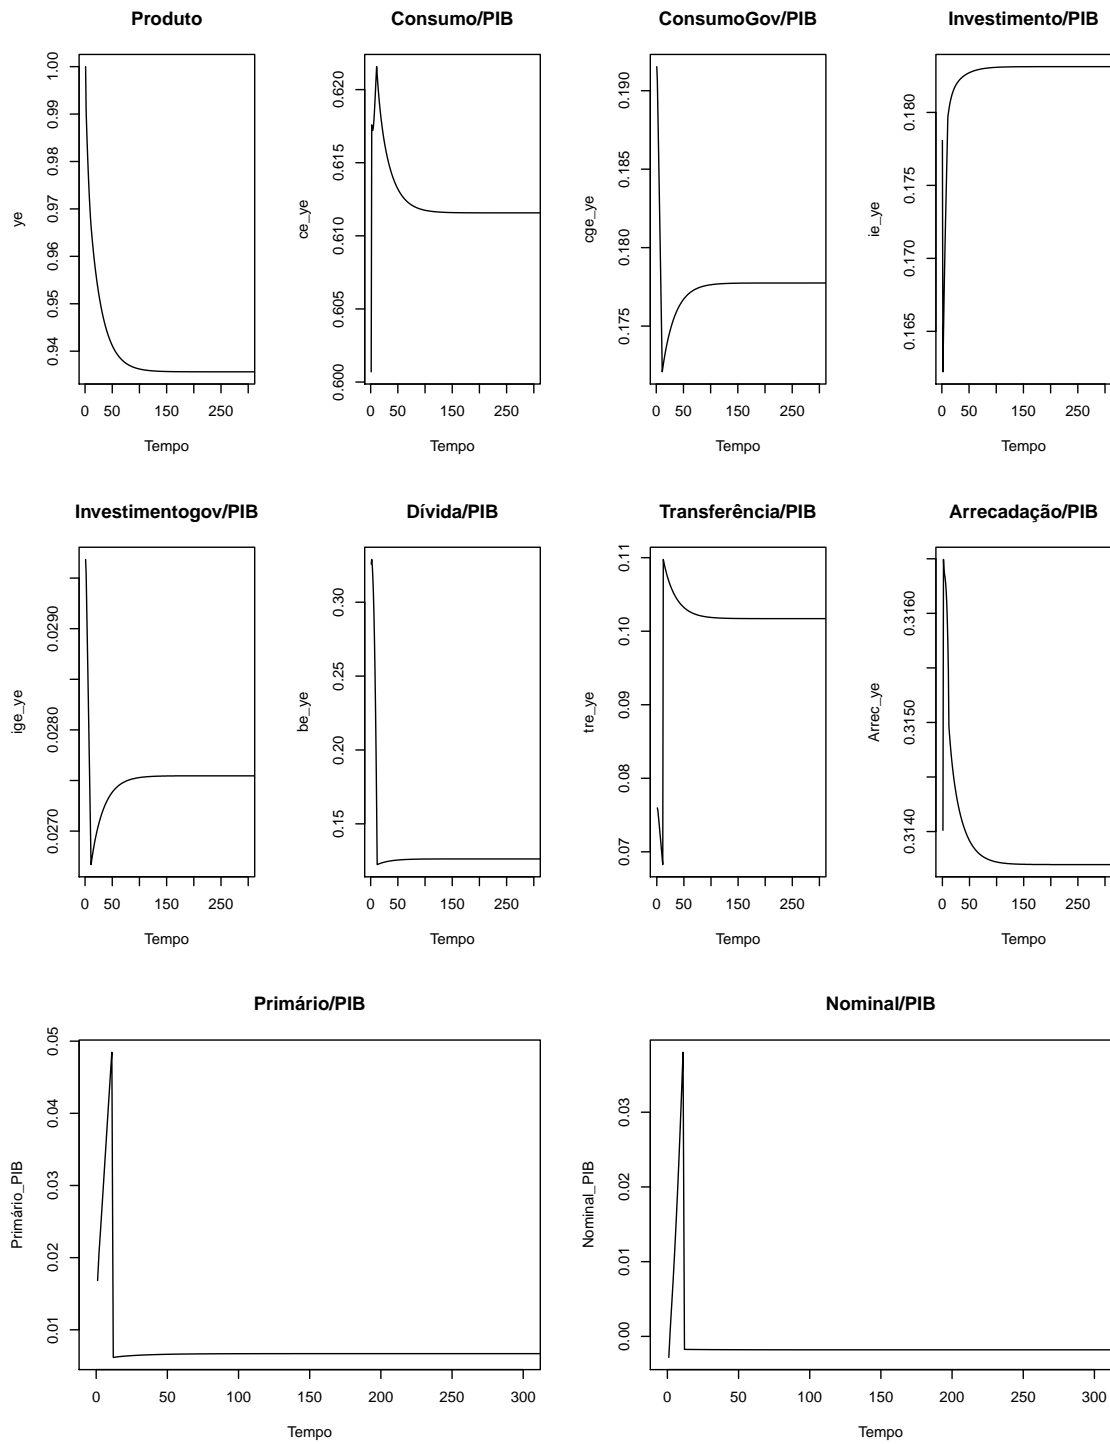 Produto
ye
0.94 0.95 0.96 0.97 0.98 0.99 1.00
0 50 150 250
Tempo
Consumo/PIB
ce_ye
0.600 0.605 0.610 0.615 0.620
0 50 150 250
Tempo
ConsumoGov/PIB
cge_ye
0.175 0.180 0.185 0.190
0 50 150 250
Tempo
Investimento/PIB
ie_ye
0.165 0.170 0.175 0.180
0 50 150 250
Tempo
Investimentogov/PIB
ige_ye
0.0270 0.0280 0.0290
0 50 150 250
Tempo
Dívida/PIB
be_ye
0.15 0.20 0.25 0.30
0 50 150 250
Tempo
Transferência/PIB
tre_ye
0.07 0.08 0.09 0.10 0.11
0 50 150 250
Tempo
Arrecadação/PIB
Arrec_ye
0.3140 0.3150 0.3160
0 50 150 250
Tempo
Primário/PIB
Primário_PIB
0.01 0.02 0.03 0.04 0.05
0 50 100 150 200 250 300
Tempo
Nominal/PIB
Nominal_PIB
0.00 0.01 0.02 0.03
0 50 100 150 200 250 300
Tempo